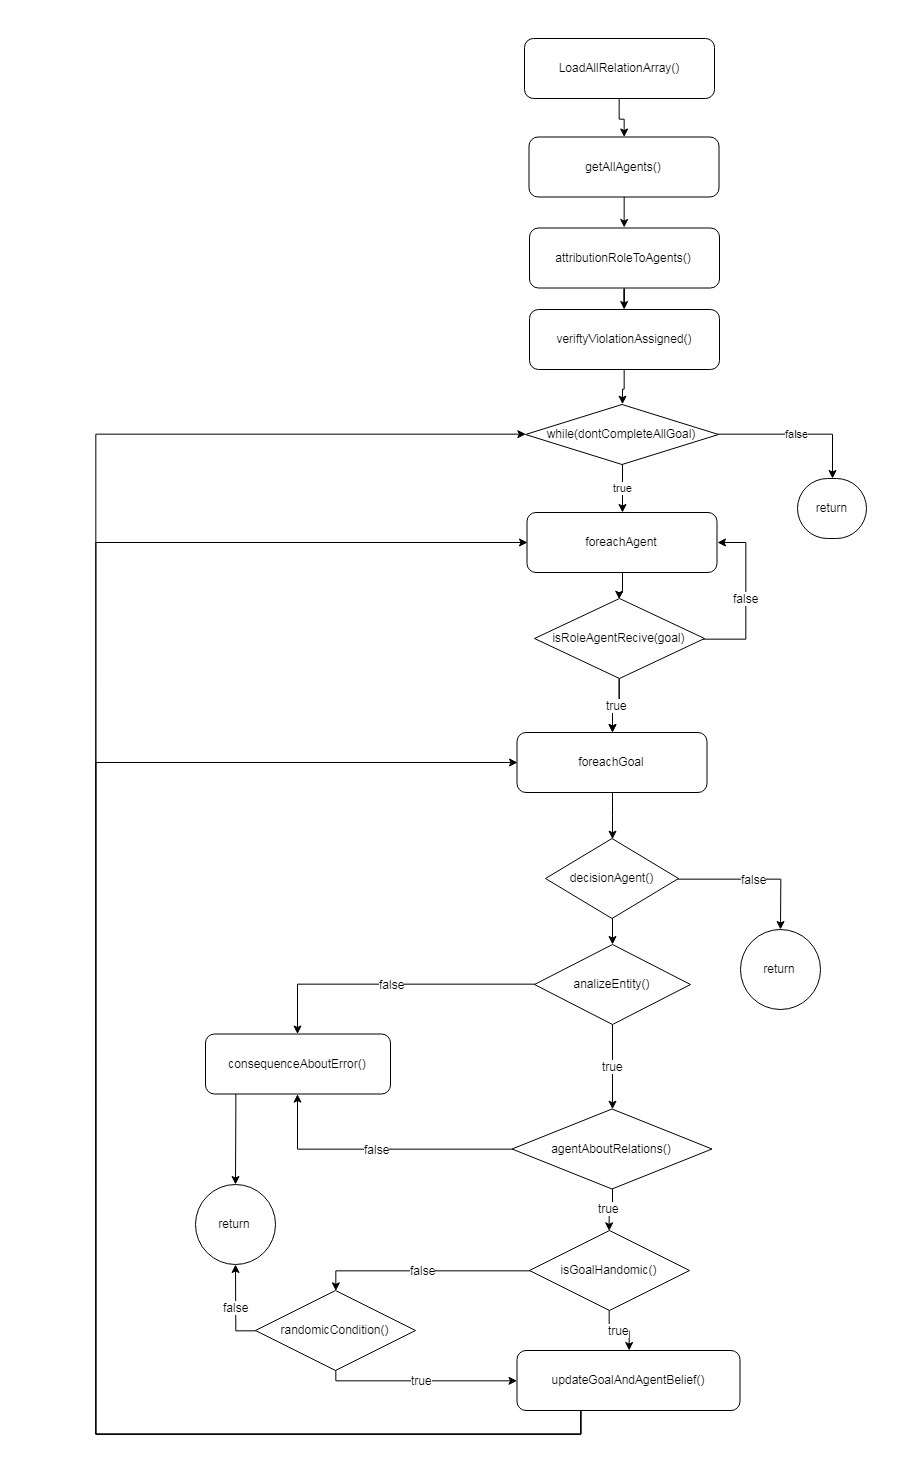 LoadAllRelationArray()
getAllAgents()
attributionRoleToAgents()
veriftyViolationAssigned()
while(dontCompleteAllGoal)
false
true
return
foreachAgent
false
isRoleAgentRecive(goal)
true
foreachGoal
decisionAgent()
false
return
analizeEntity()
false
consequenceAboutError()
true
agentAboutRelations()
false
true
return
isGoalHandomic()
false
false
randomicCondition()
true
true
updateGoalAndAgentBelief()